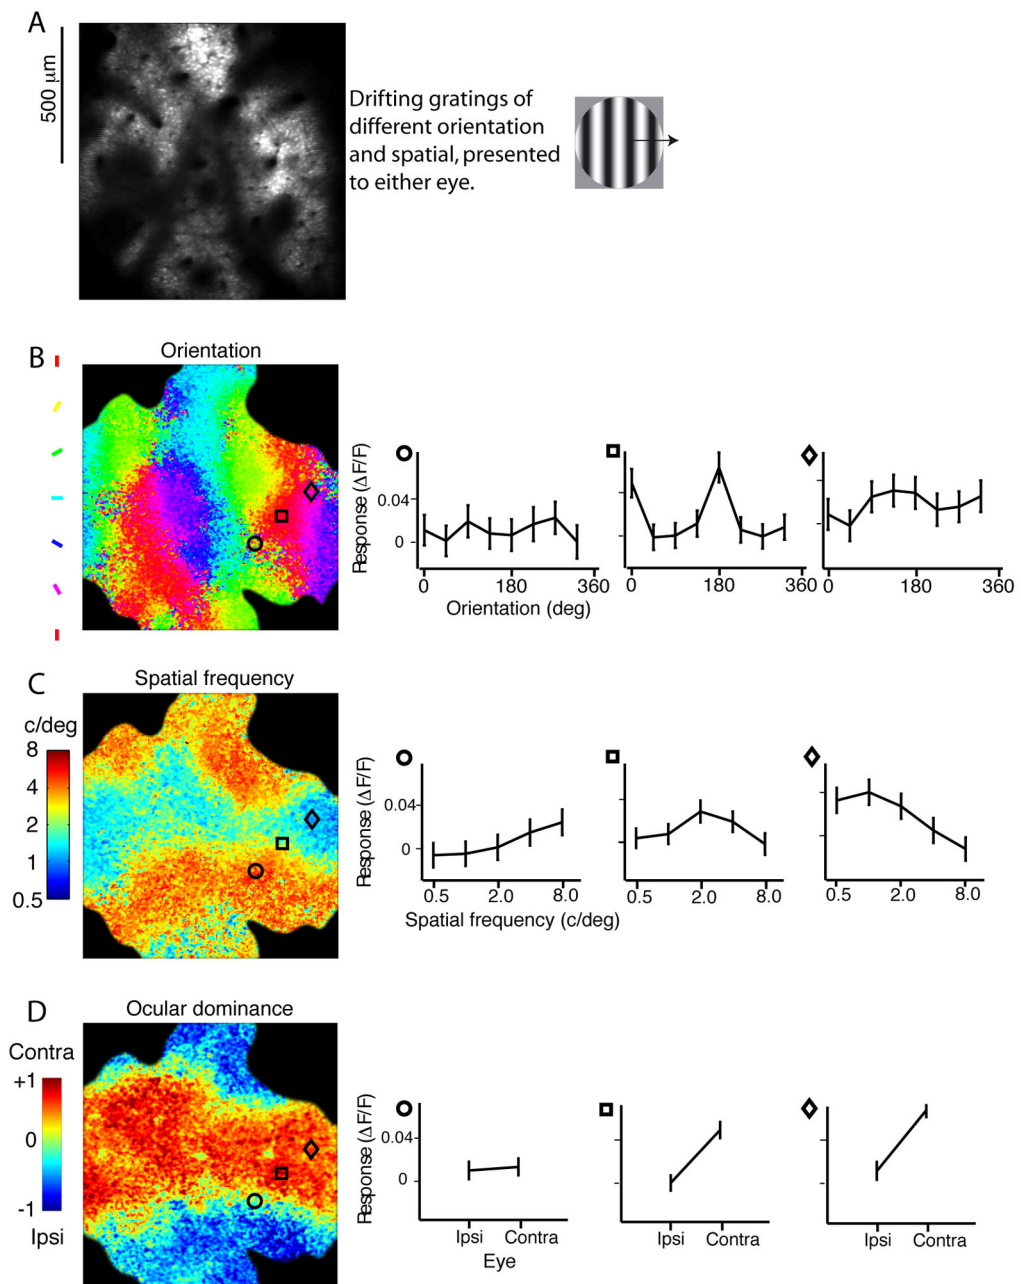 A
500 μm
Drifting gratings of
different orientation
and spatial, presented
to either eye.
B
Orientation
Response (Δ F/F)
0.04
0
0 180 360
0 180 360
0 180 360
Orientation (deg)
C
Spatial frequency
c/deg
8
4
2
1
0.5
Response (Δ F/F)
0.04
0
0.5 2.0 8.0
0.5 2.0 8.0
0.5 2.0 8.0
Spatial frequency (c/deg)
D
Ocular dominance
Contra
+1
0
-1
Ipsi
Response (Δ F/F)
0.04
0
Ipsi Contra
Ipsi Contra
Ipsi Contra
Eye